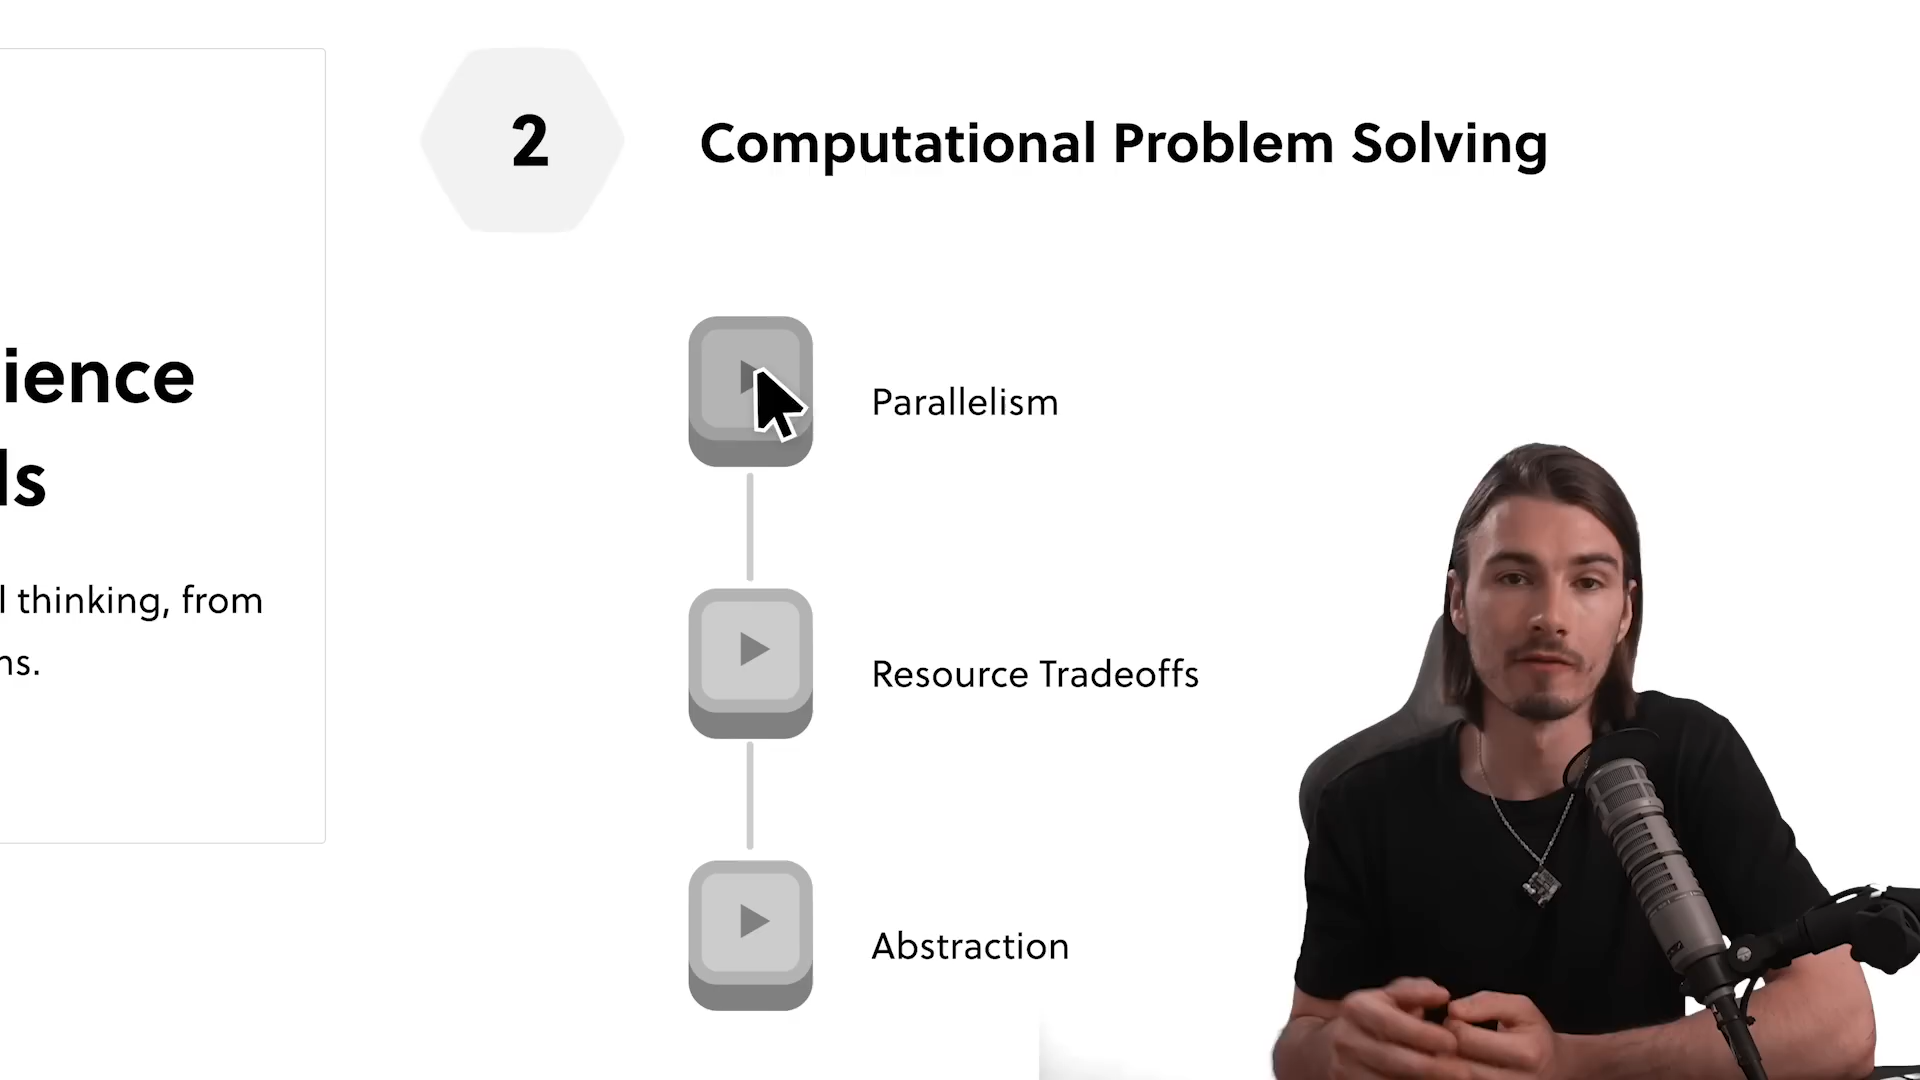 ience
ls
l thinking, from
ns.
2
Computational Problem Solving
Parallelism
Resource Tradeoffs
Abstraction